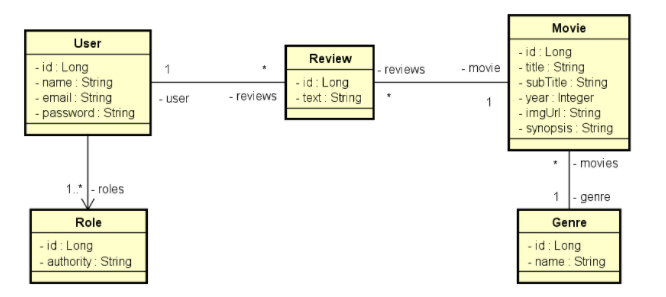 User
- id : Long
- name : String
- email : String
- password : String
1
*
- user
- reviews
Review
- id : Long
- text : String
- reviews
- movie
*
1
Movie
- id : Long
- title : String
- subTitle : String
- year : Integer
- imgUrl : String
- synopsis : String
1..*
- roles
*
- movies
1
- genre
Role
- id : Long
- authority : String
Genre
- id : Long
- name : String